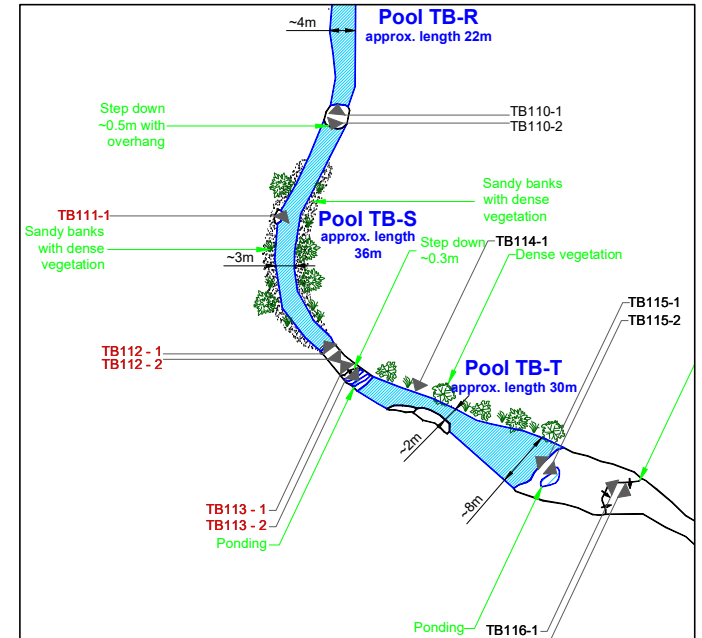 ~4m
Pool TB-R
approx. length 22m
Step down
~0.5m with
overhang
TB110-1
TB110-2
TB111-1
Sandy banks
with dense
vegetation
Sandy banks
with dense
vegetation
Pool TB-S
approx. length
36m
~3m
Step down
~0.3m
TB114-1
Dense vegetation
TB115-1
TB115-2
TB112 - 1
TB112 - 2
Pool TB-T
approx. length 30m
~2m
~8m
TB113 - 1
TB113 - 2
Ponding
Ponding
TB116-1